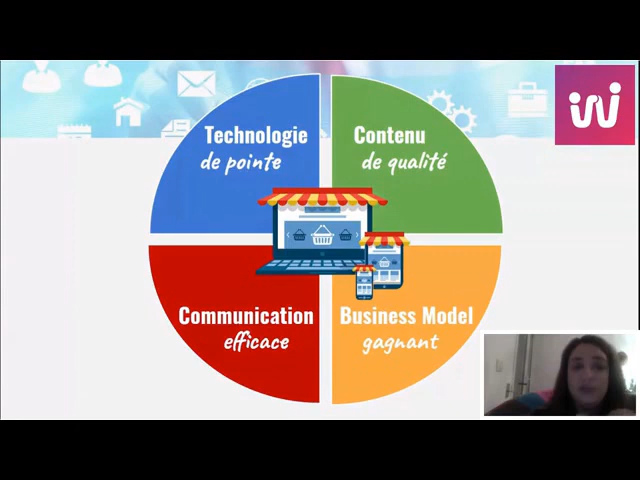 Technologie
de pointe
Contenu
de qualité
Communication
efficace
Business Model
gagnant